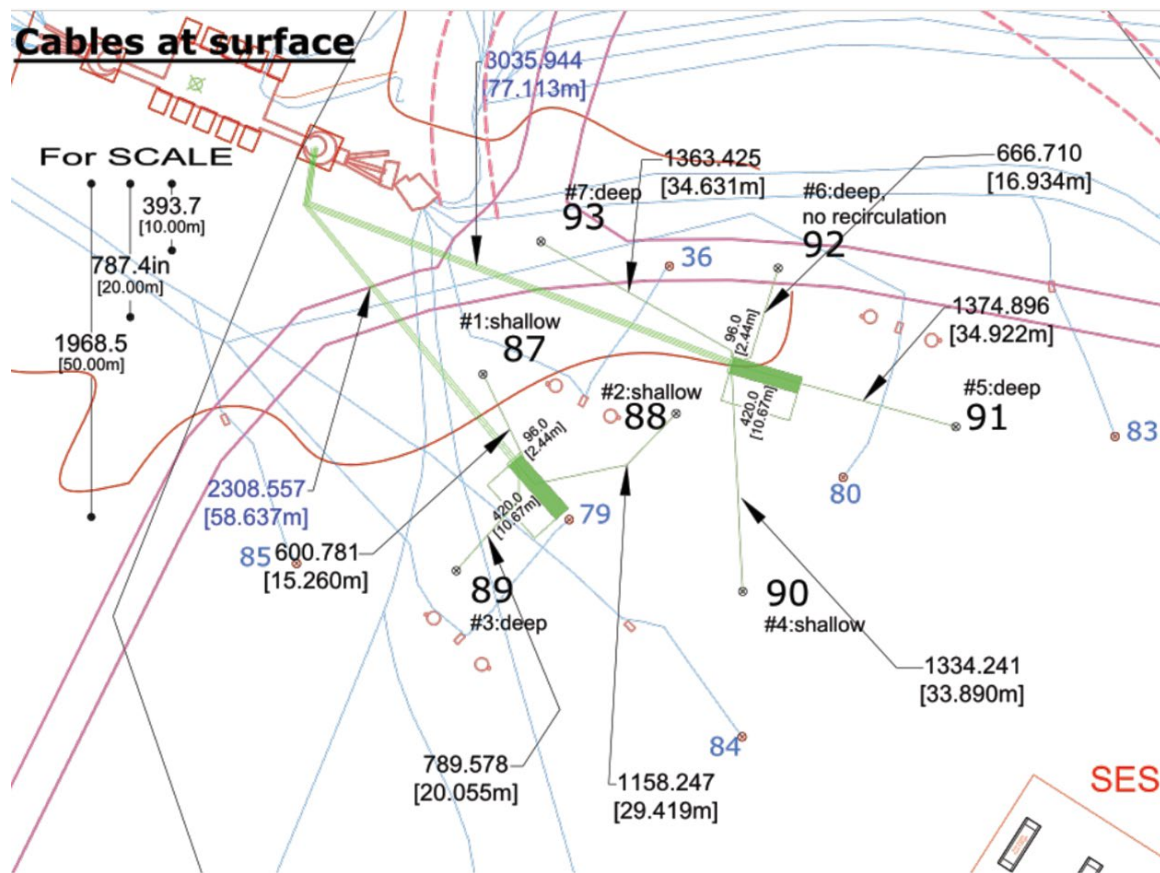 Cables at surface
3035.944
[77.113m]
For SCALE
393.7
[10.00m]
787.4in
[20.00m]
1968.5
[50.00m]
1363.425
[34.631m]
666.710
[16.934m]
#7:deep
93
#6:deep,
no recirculation
92
36
1374.896
[34.922m]
96.0
[2.44m]
#1:shallow
87
#2:shallow
88
420.0
[10.67m]
#5:deep
91
83
96.0
[2.44m]
2308.557
[58.637m]
420.0
[10.67m]
79
80
85
600.781
[15.260m]
89
#3:deep
90
#4:shallow
1334.241
[33.890m]
84
789.578
[20.055m]
1158.247
[29.419m]
SES